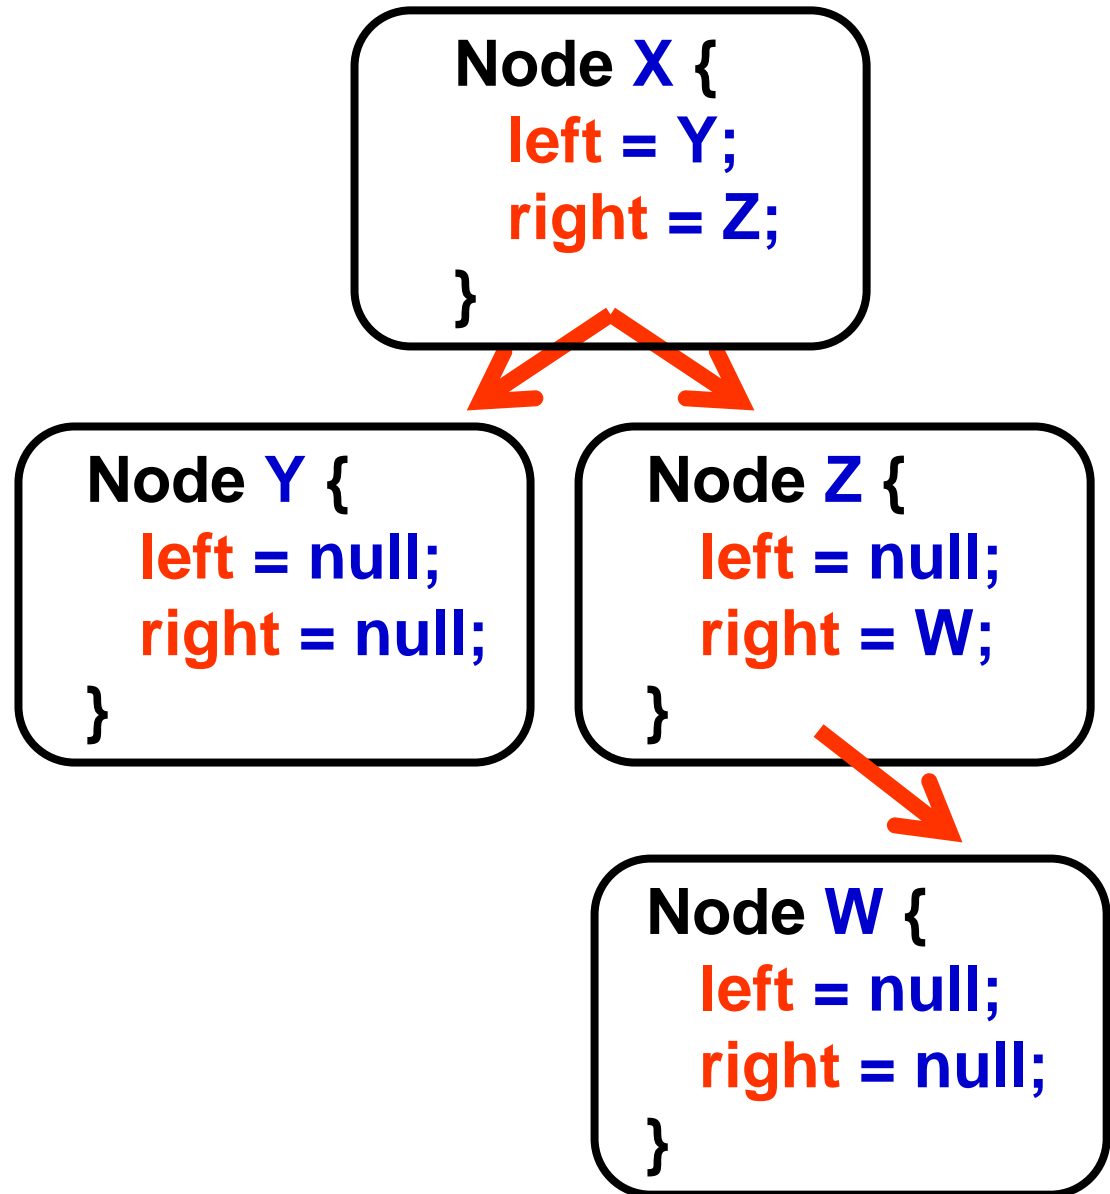 Node X {
left = Y;
right = Z;
}
Node Y {
left = null;
right = null;
}
Node Z {
left = null;
right = W;
}
Node W {
left = null;
right = null;
}